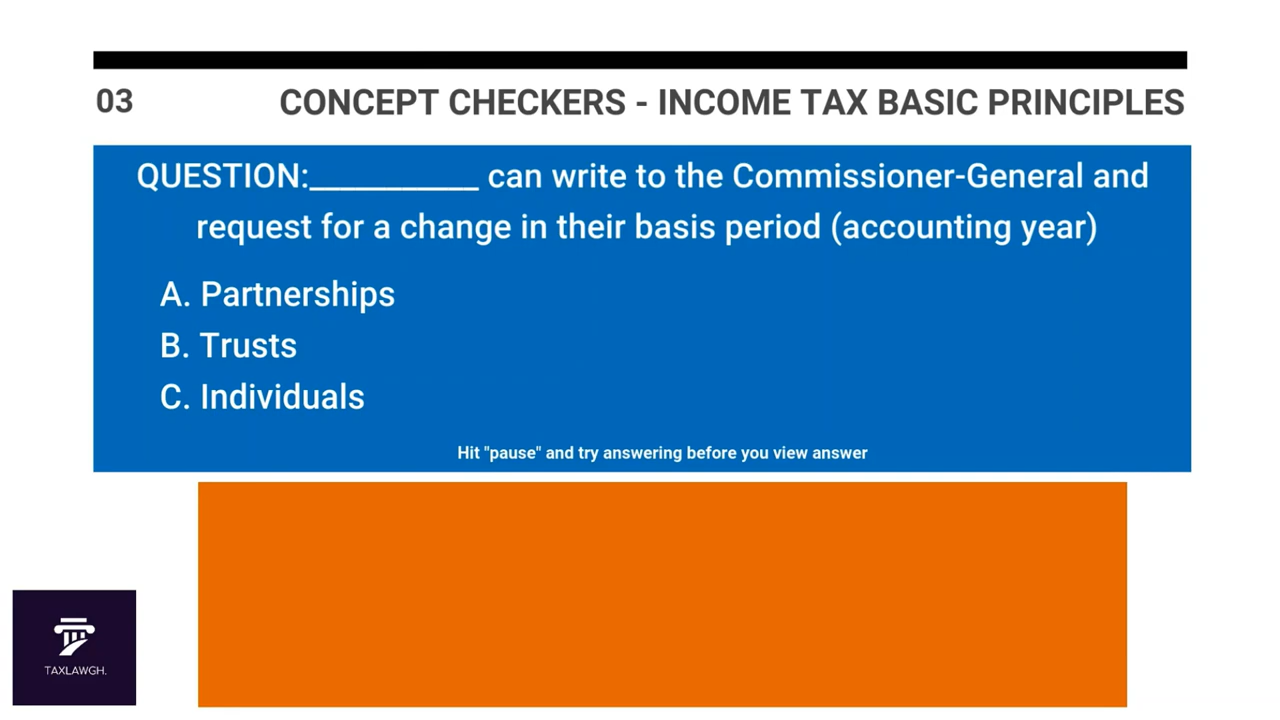 03
CONCEPT CHECKERS - INCOME TAX BASIC PRINCIPLES
QUESTION:__________ can write to the Commissioner-General and
request for a change in their basis period (accounting year)
A. Partnerships
B. Trusts
C. Individuals
Hit "pause" and try answering before you view answer
TAXLAWGH.